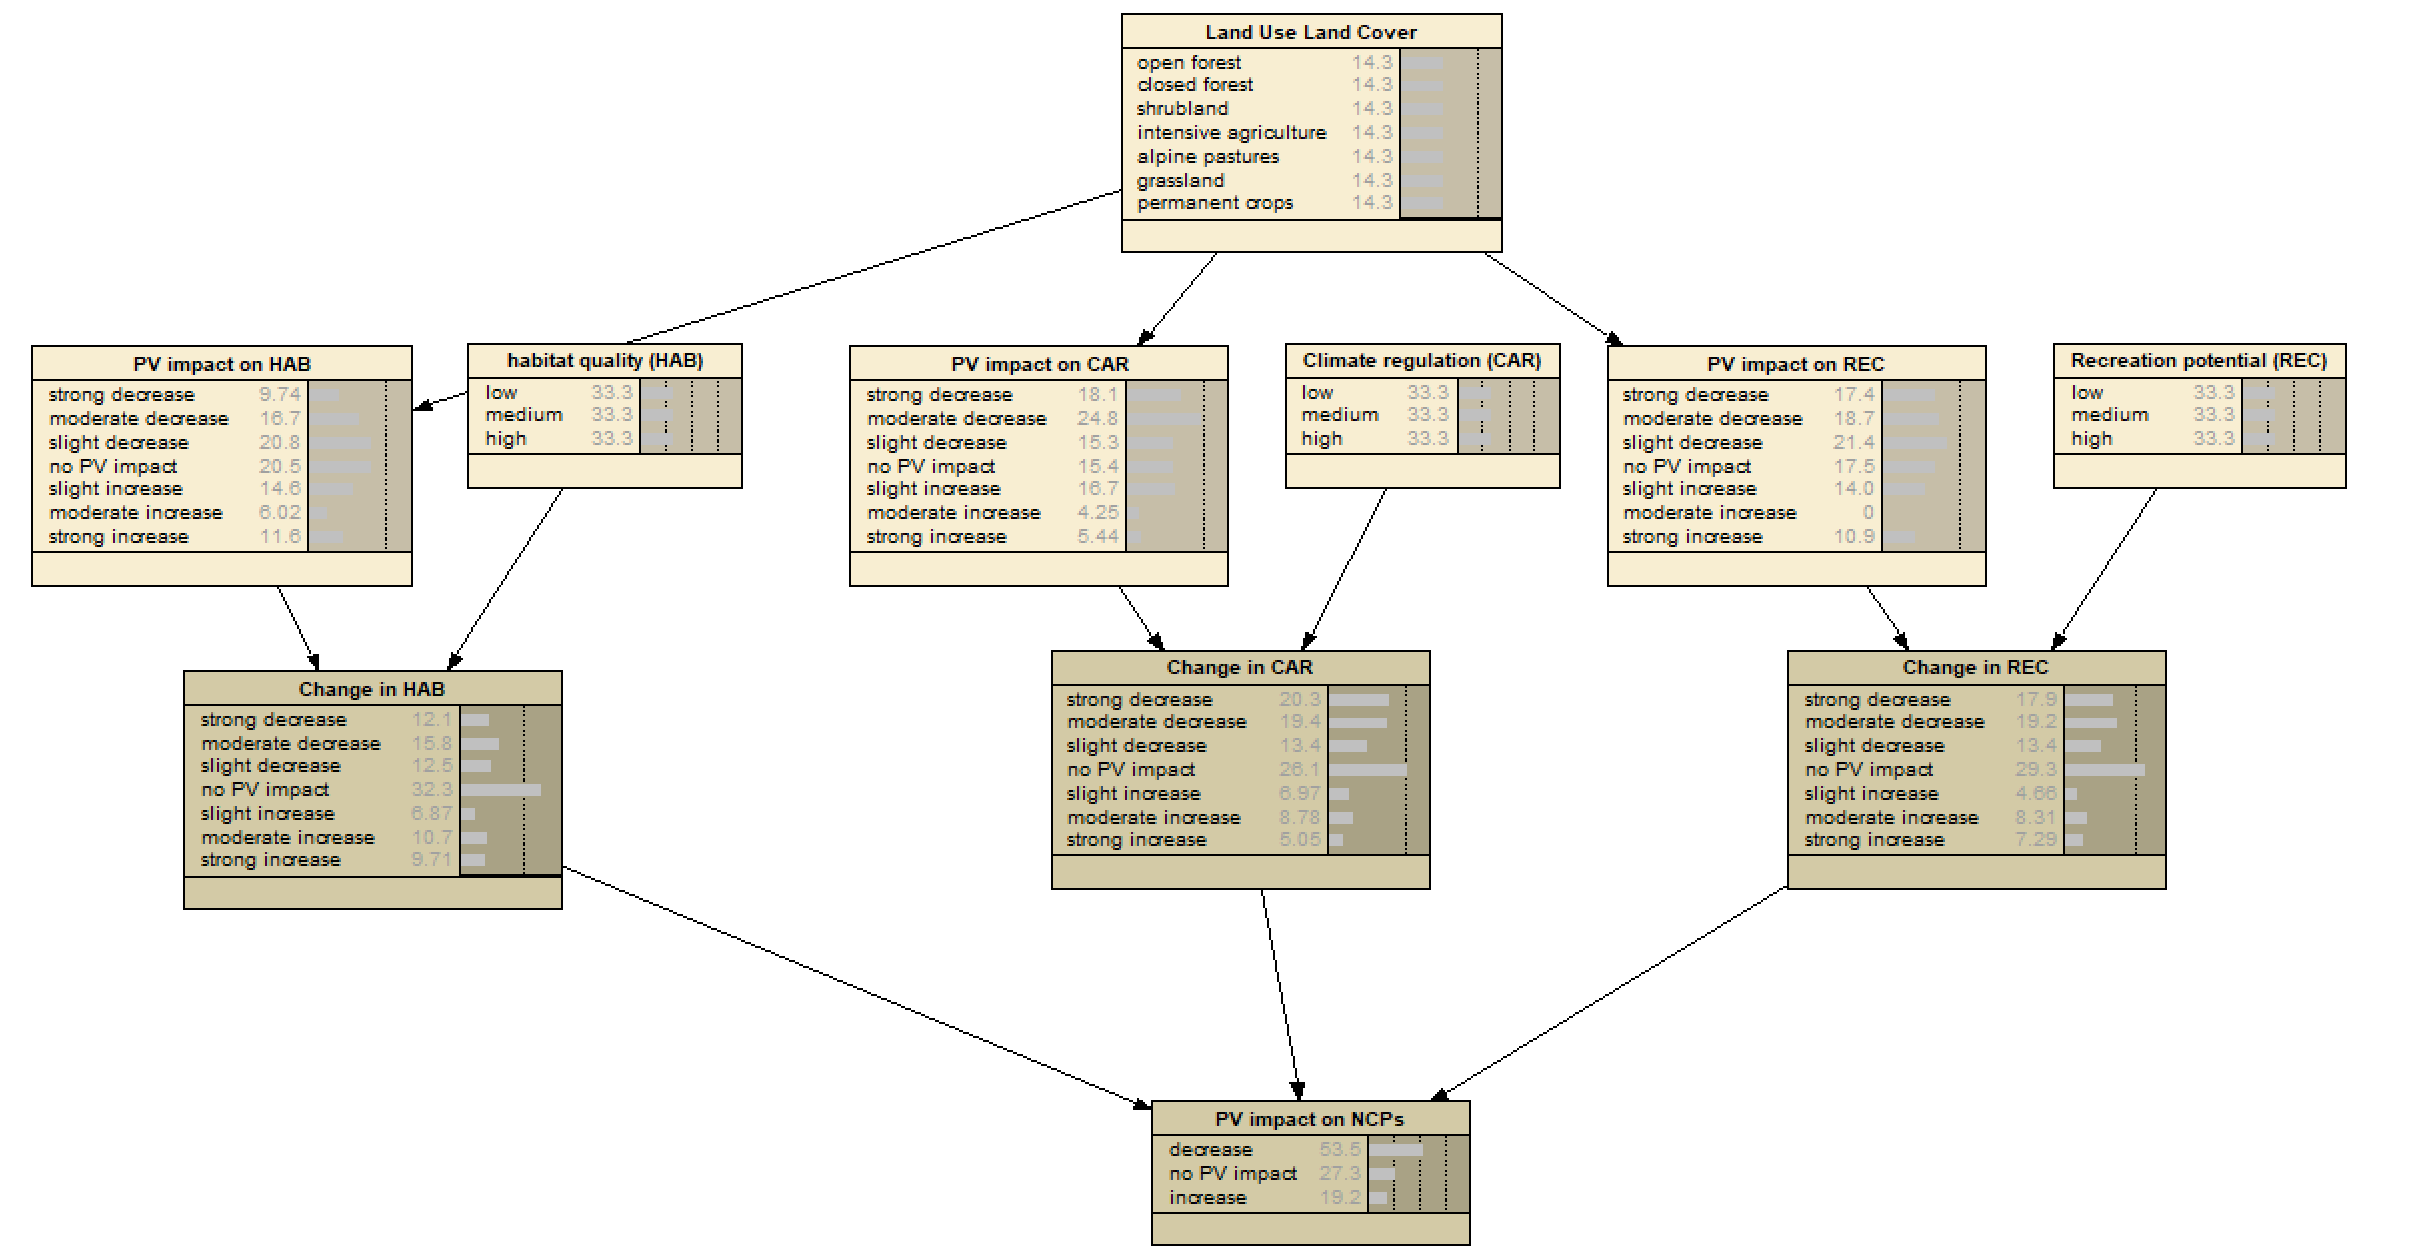 Land Use Land Cover
open forest 14.3
closed forest 14.3
shrubland 14.3
intensive agriculture 14.3
alpine pastures 14.3
grassland 14.3
permanent crops 14.3
PV impact on HAB
strong decrease 9.74
moderate decrease 16.7
slight decrease 20.8
no PV impact 20.5
slight increase 14.6
moderate increase 6.02
strong increase 11.6
habitat quality (HAB)
low 33.3
medium 33.3
high 33.3
PV impact on CAR
strong decrease 18.1
moderate decrease 24.8
slight decrease 15.3
no PV impact 15.4
slight increase 16.7
moderate increase 4.25
strong increase 5.44
Climate regulation (CAR)
low 33.3
medium 33.3
high 33.3
PV impact on REC
strong decrease 17.4
moderate decrease 18.7
slight decrease 21.4
no PV impact 17.5
slight increase 14.0
moderate increase 0
strong increase 10.9
Recreation potential (REC)
low 33.3
medium 33.3
high 33.3
Change in HAB
strong decrease 12.1
moderate decrease 15.8
slight decrease 12.5
no PV impact 32.3
slight increase 6.87
moderate increase 10.7
strong increase 9.71
Change in CAR
strong decrease 20.3
moderate decrease 19.4
slight decrease 13.4
no PV impact 26.1
slight increase 6.97
moderate increase 8.78
strong increase 5.05
Change in REC
strong decrease 17.9
moderate decrease 19.2
slight decrease 13.4
no PV impact 29.3
slight increase 4.66
moderate increase 8.31
strong increase 7.29
PV impact on NCPs
decrease 53.5
no PV impact 27.3
increase 19.2